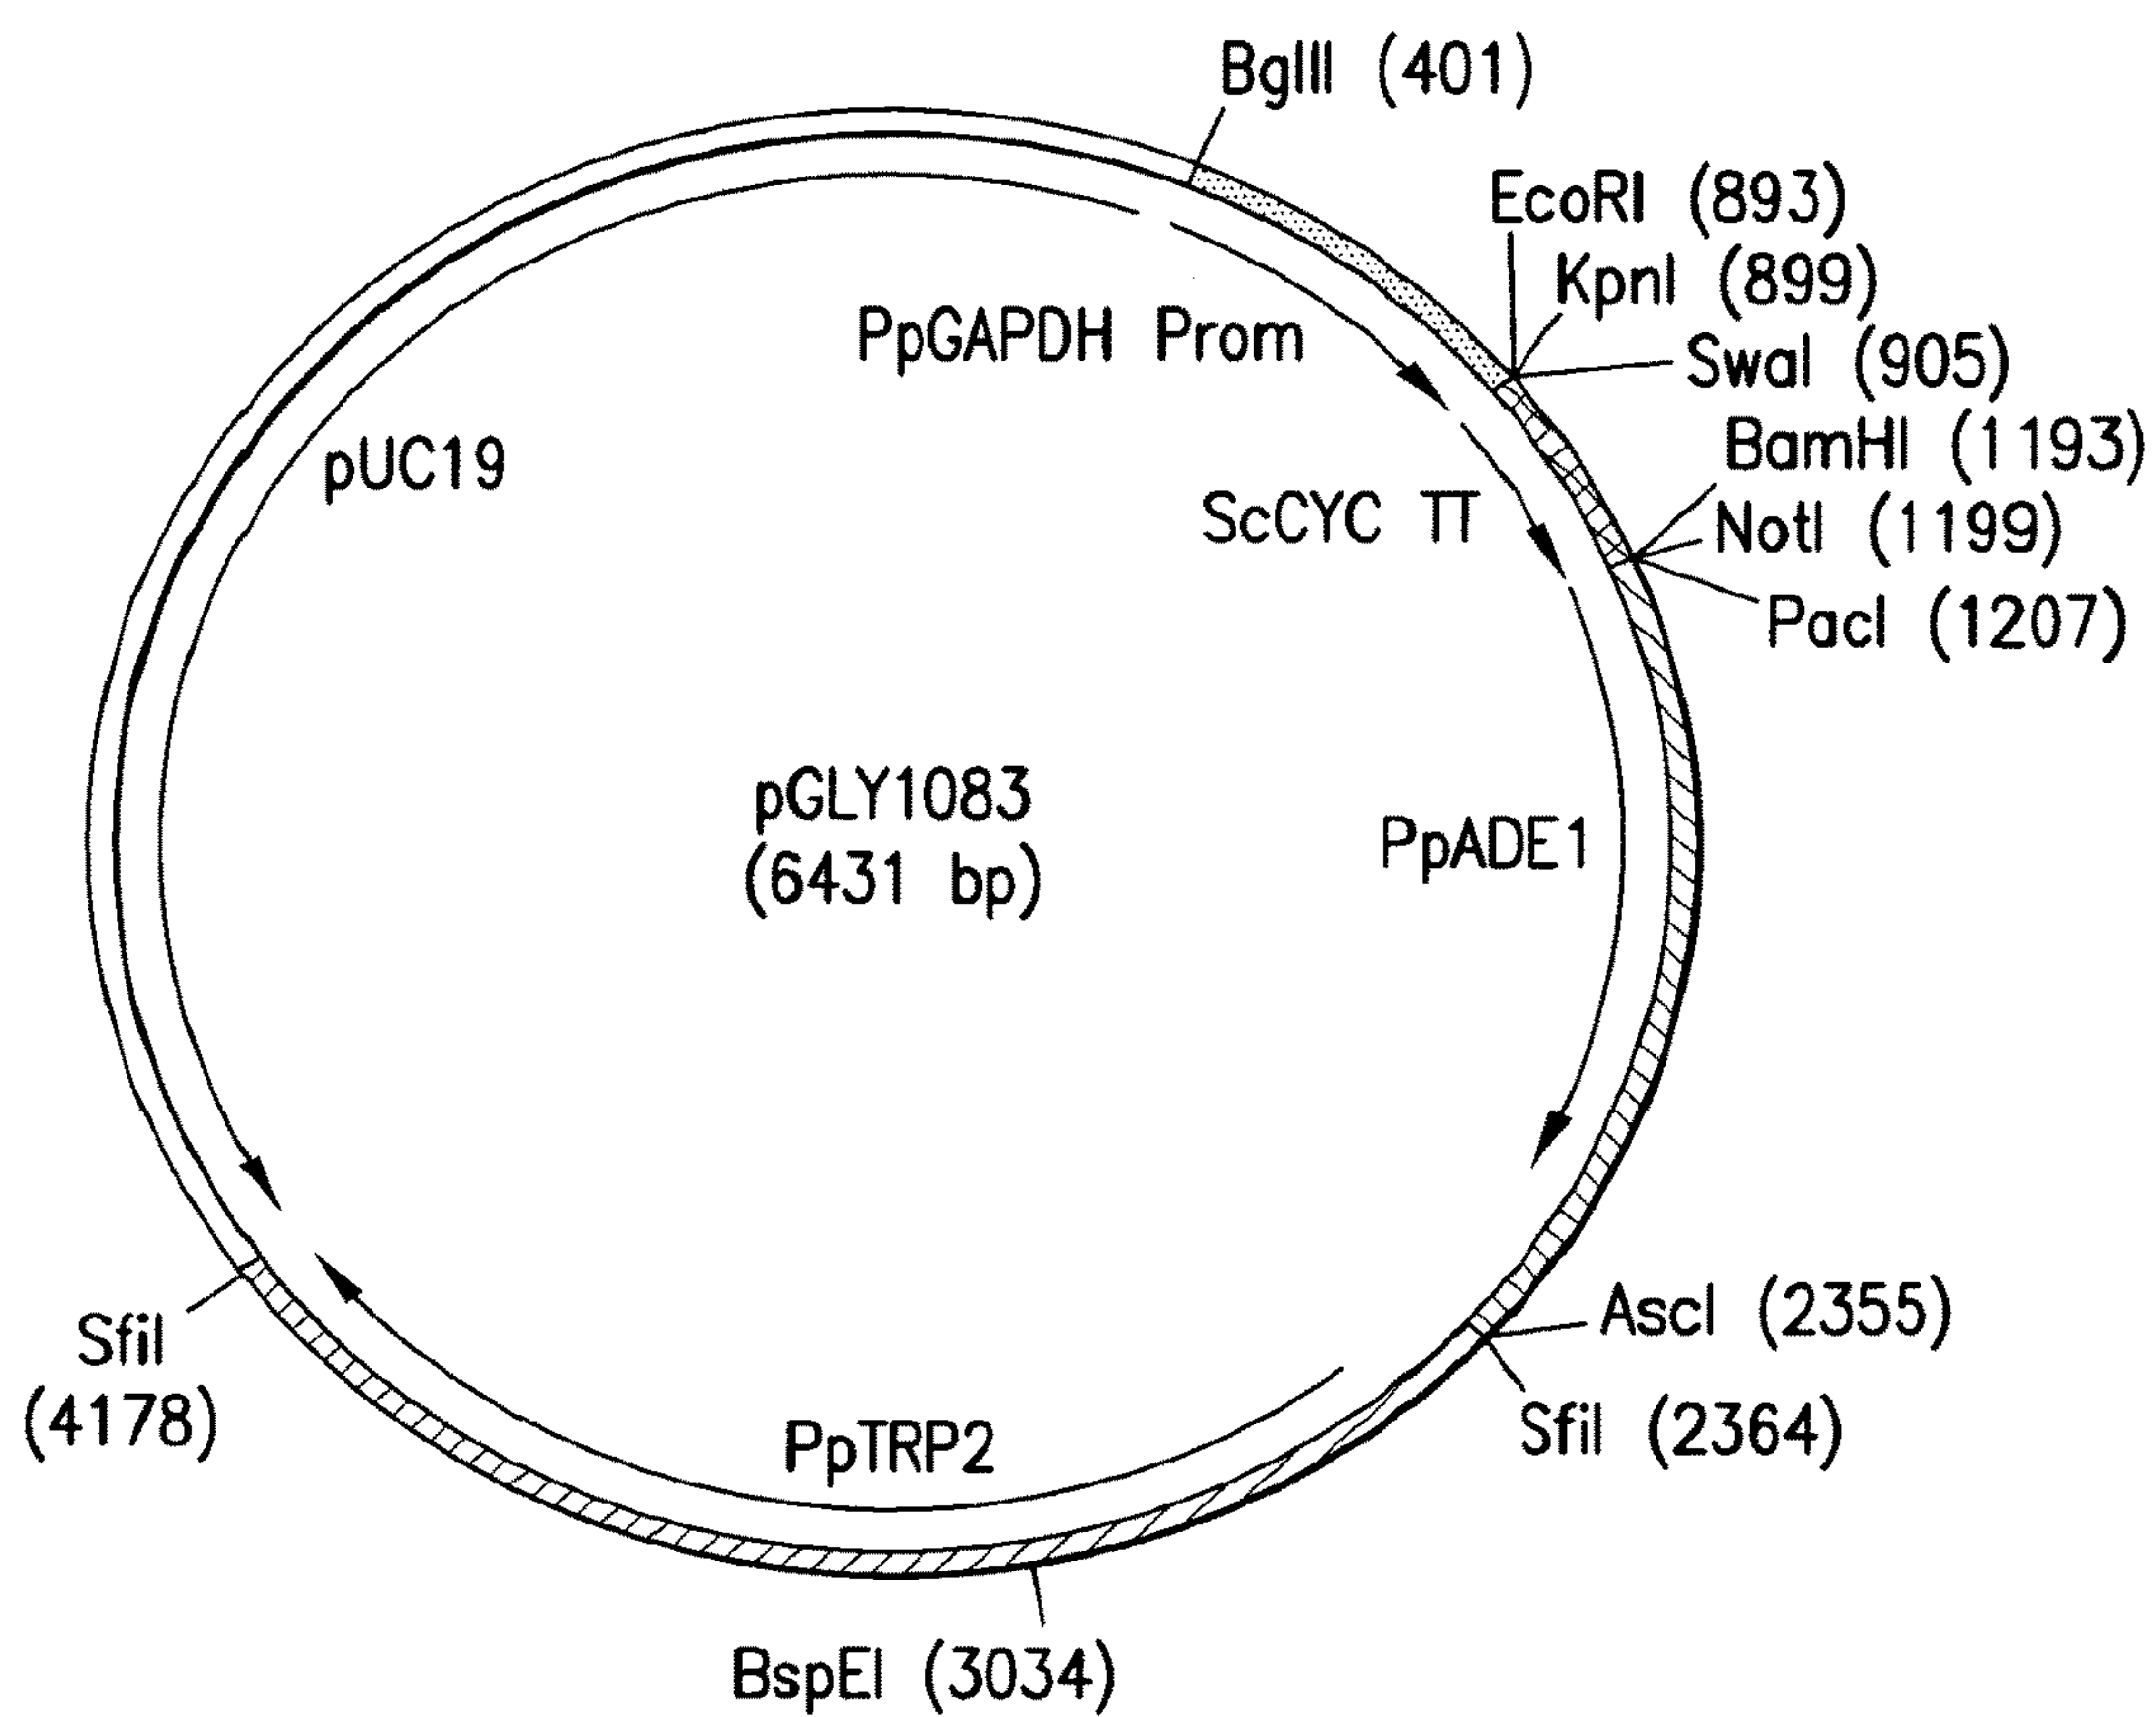 BglII (401)
EcoRI (893)
KpnI (899)
PpGAPDH Prom
SwaI (905)
BamHI (1193)
pUC19
ScCYC TT
NotI (1199)
PacI (1207)
pGLY1083
(6431 bp)
PpADE1
AscI (2355)
SfiI
(4178)
SfiI (2364)
PpTRP2
BspEI (3034)